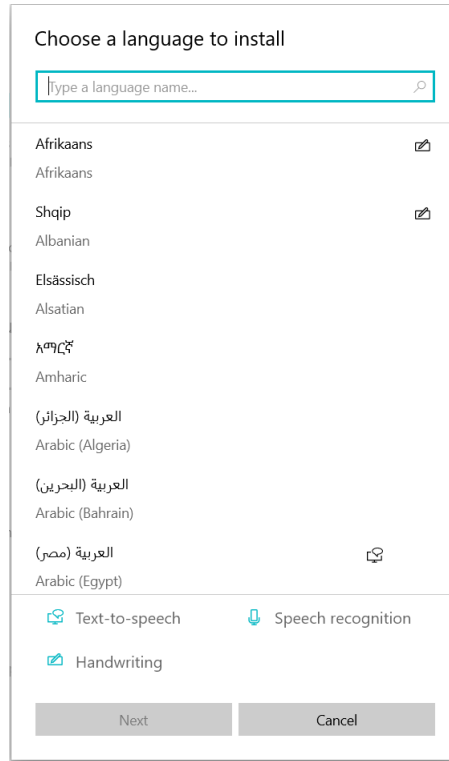 Choose a language to install
Type a language name...
Afrikaans
Afrikaans
Shqip
Albanian
Elsässisch
Alsatian
አማርኛ
Amharic
العربية (الجزائر)
Arabic (Algeria)
العربية (البحرين)
Arabic (Bahrain)
العربية (مصر)
Arabic (Egypt)
Text-to-speech Speech recognition
Handwriting
Next Cancel